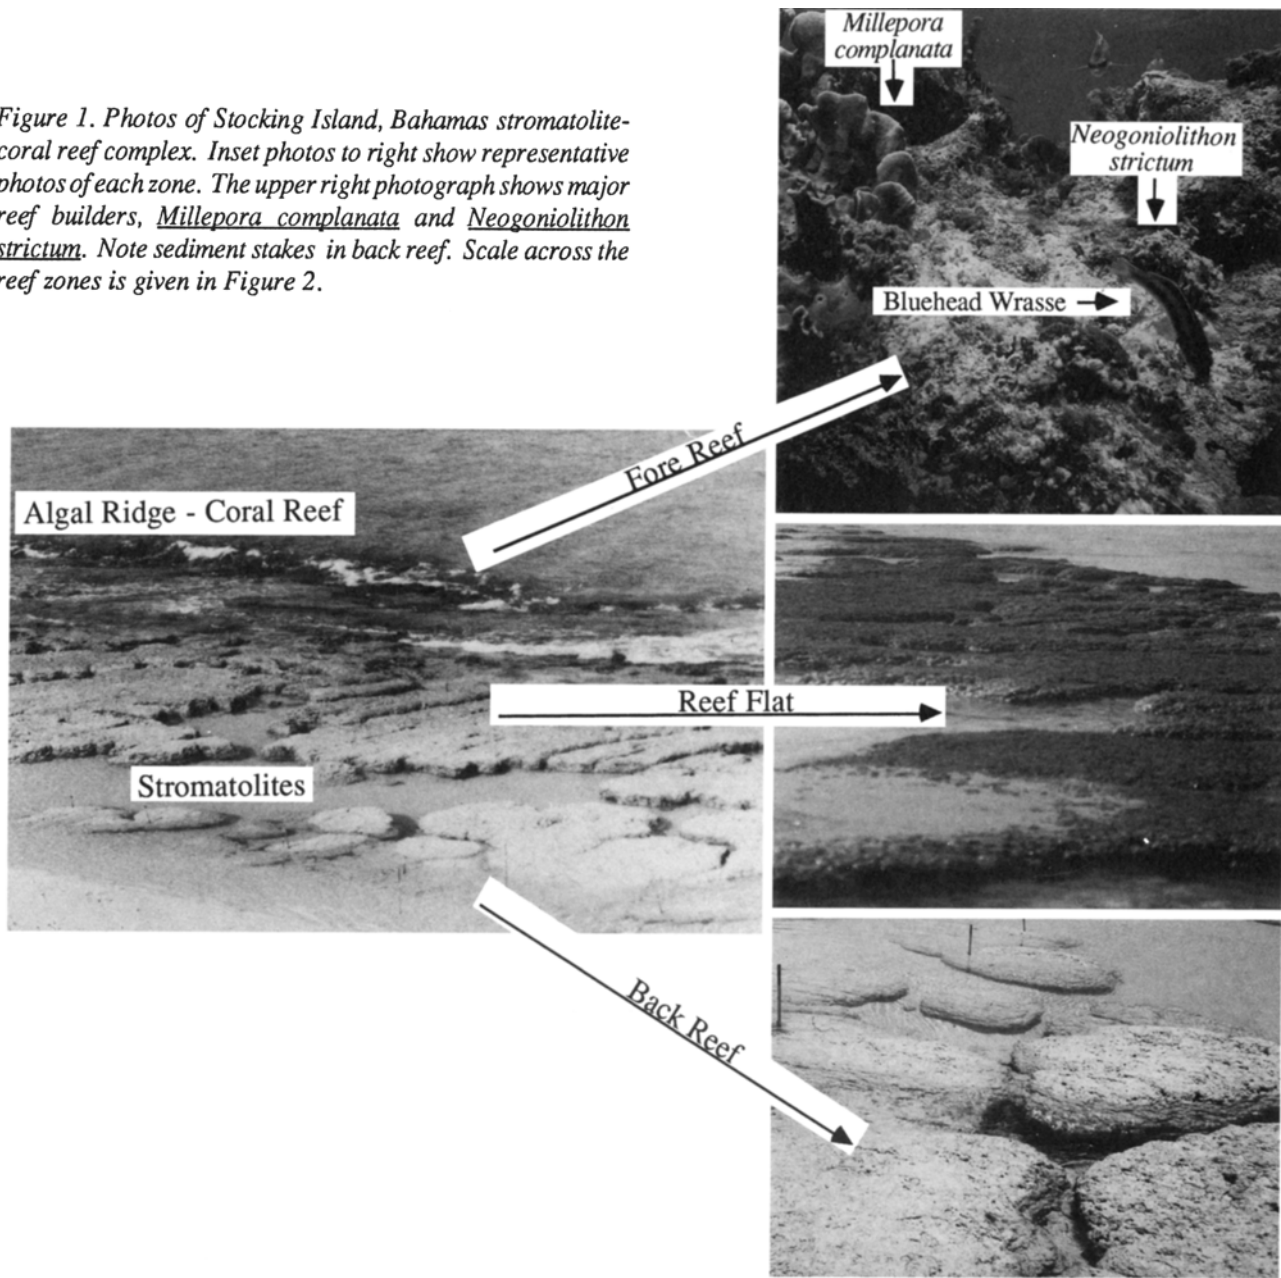 Figure 1. Photos of Stocking Island, Bahamas stromatolite-
coral reef complex. Inset photos to right show representative
photos of each zone. The upper right photograph shows major
reef builders, Millepora complanata and Neogoniolithon
strictum. Note sediment stakes in back reef. Scale across the
reef zones is given in Figure 2.
Millepora
complanata
Neogoniolithon
strictum
Bluehead Wrasse
Fore Reef
Algal Ridge - Coral Reef
Reef Flat
Stromatolites
Back Reef